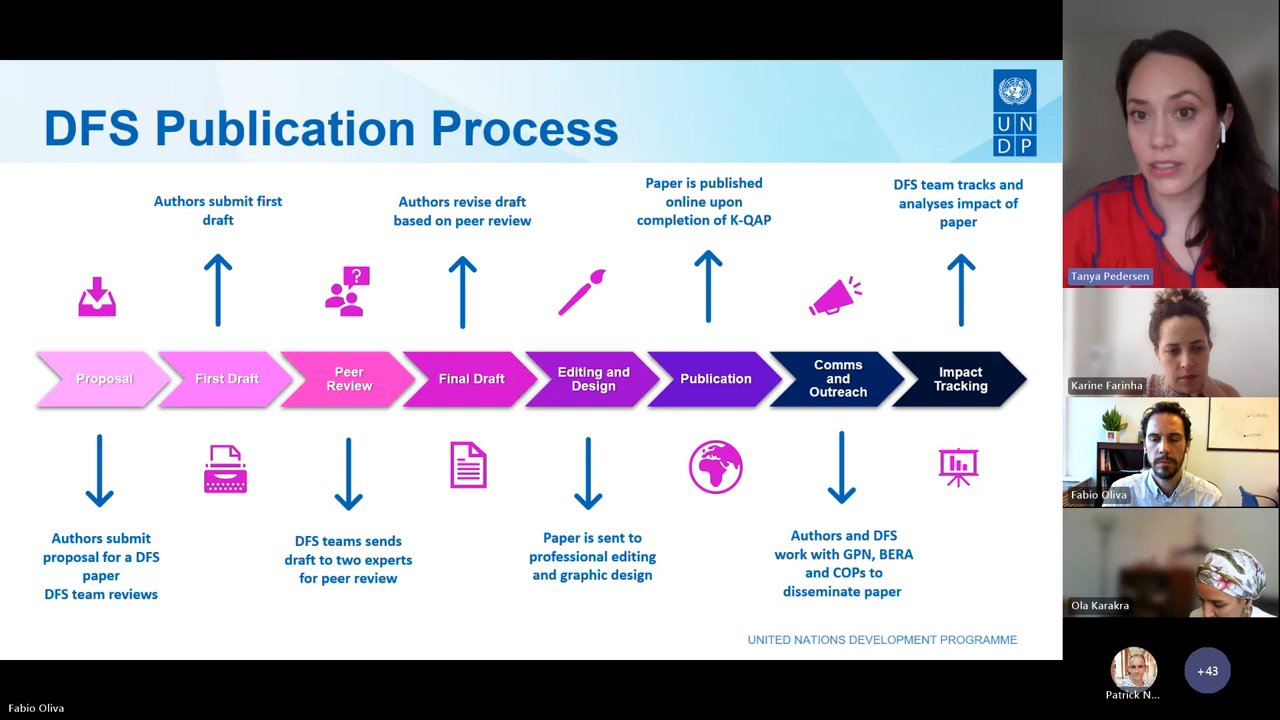 DFS Publication Process
U N
D P
Authors submit first
draft
Authors revise draft
based on peer review
Paper is published
online upon
completion of K-QAP
DFS team tracks and
analyses impact of
paper
?
Proposal
First Draft
Peer
Review
Final Draft
Editing and
Design
Publication
Comms
and
Outreach
Impact
Tracking
Authors submit
proposal for a DFS
paper
DFS team reviews
DFS teams sends
draft to two experts
for peer review
Paper is sent to
professional editing
and graphic design
Authors and DFS
work with GPN, BERA
and COPs to
disseminate paper
UNITED NATIONS DEVELOPMENT PROGRAMME
Tanya Pedersen
Karine Farinha
Fabio Oliva
Ola Karakra
Patrick N...
+43
Fabio Oliva